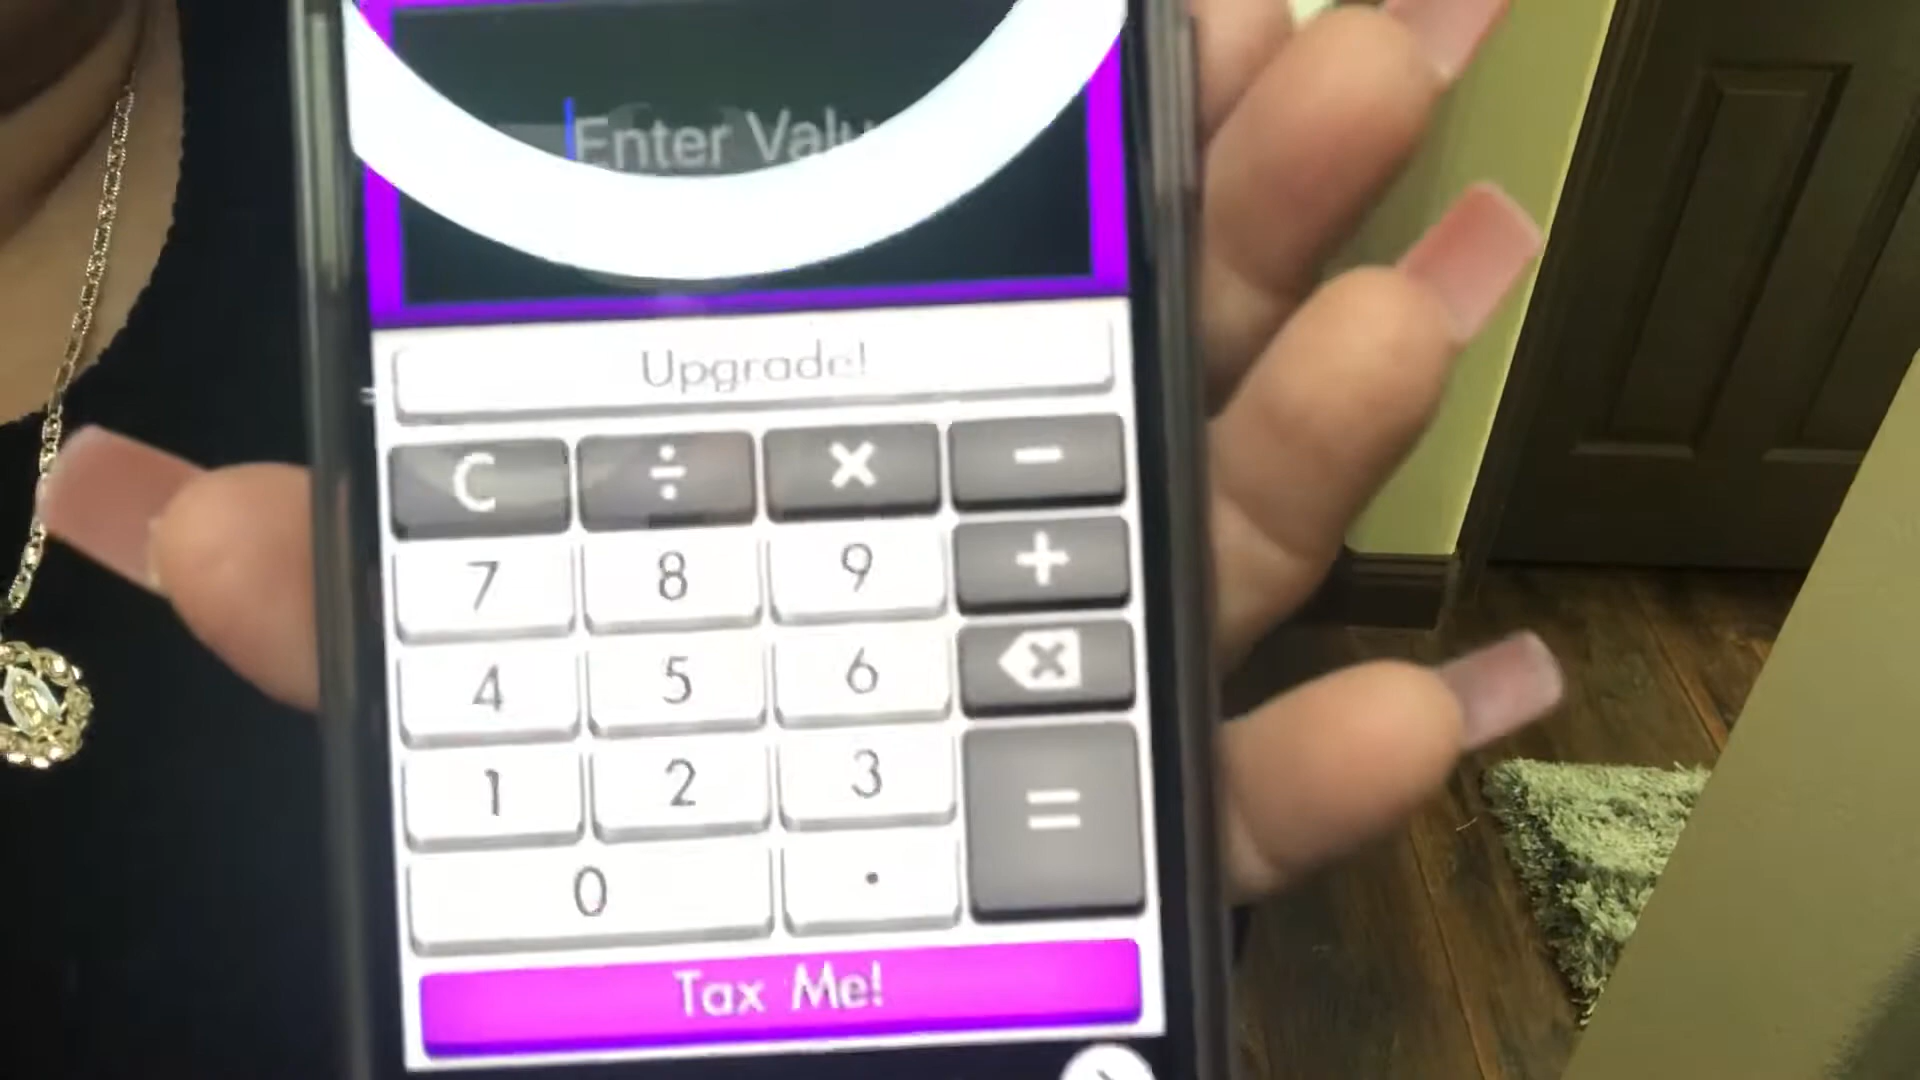 Enter Valu
Upgrade!
C ÷ × −
7 8 9 +
4 5 6
1 2 3 =
0 .
Tax Me!